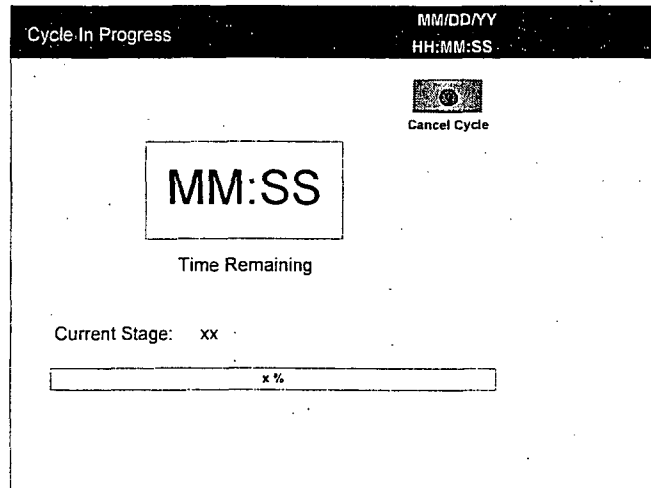 Cycle In Progress
MM/DD/YY
HH:MM:SS
Cancel Cycle
MM:SS
Time Remaining
Current Stage: xx
x %